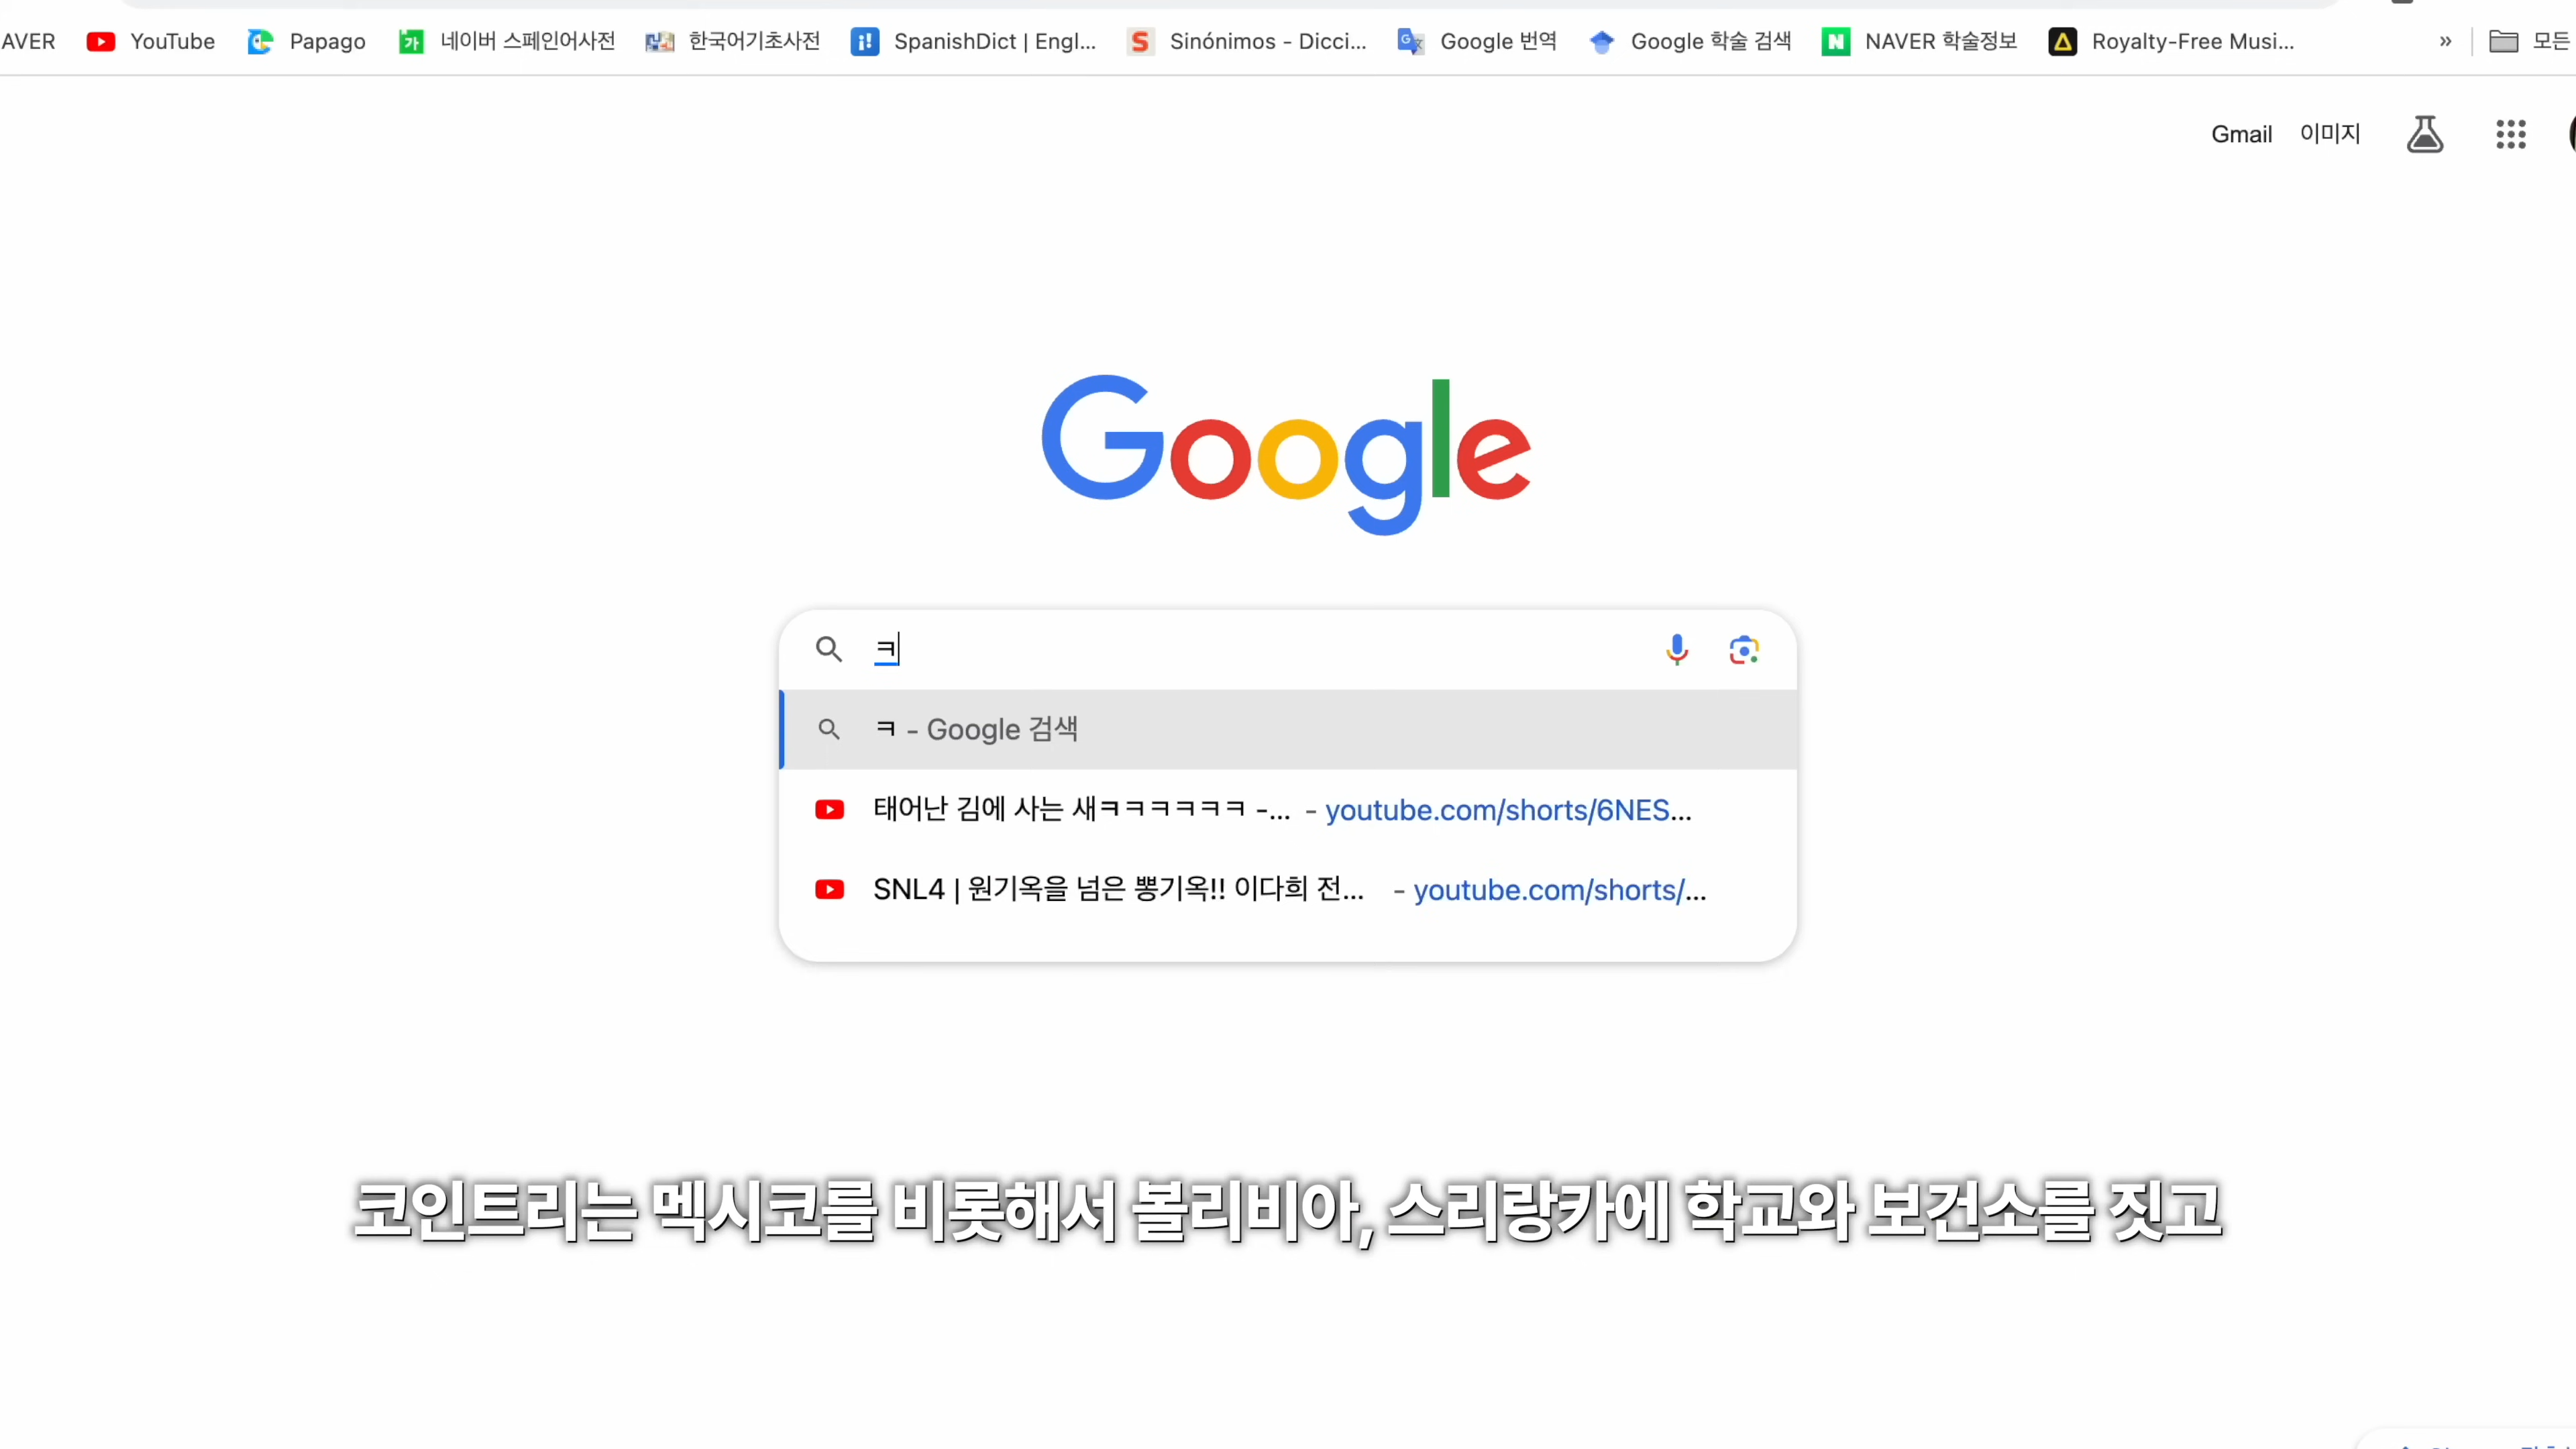 AVER YouTube Papago 네이버 스페인어사전 한국어기초사전 SpanishDict | Engl... Sinónimos - Dicci... Google 번역 Google 학술 검색 NAVER 학술정보 Royalty-Free Musi... » 모든
Gmail 이미지
Google
ㅋ
ㅋ - Google 검색
태어난 김에 사는 새ㅋㅋㅋㅋㅋㅋ -... - youtube.com/shorts/6NES...
SNL4 | 원기옥을 넘은 뽕기옥!! 이다희 전... - youtube.com/shorts/...
코인트리는 멕시코를 비롯해서 볼리비아, 스리랑카에 학교와 보건소를 짓고